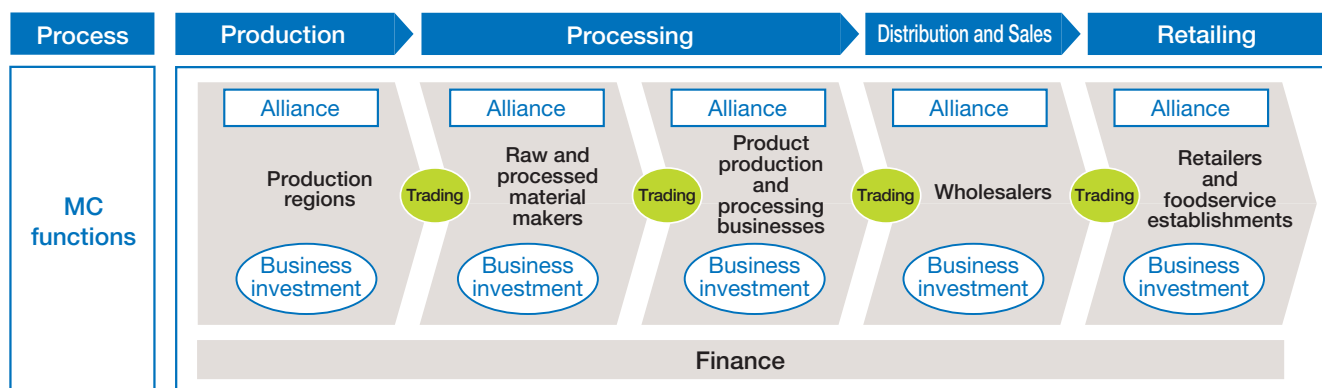 Process
Production
Processing
Distribution and Sales
Retailing
MC
functions
Alliance
Alliance
Alliance
Alliance
Alliance
Production
regions
Trading
Raw and
processed
material
makers
Trading
Product
production
and
processing
businesses
Trading
Wholesalers
Trading
Retailers
and
foodservice
establishments
Business
investment
Business
investment
Business
investment
Business
investment
Business
investment
Finance